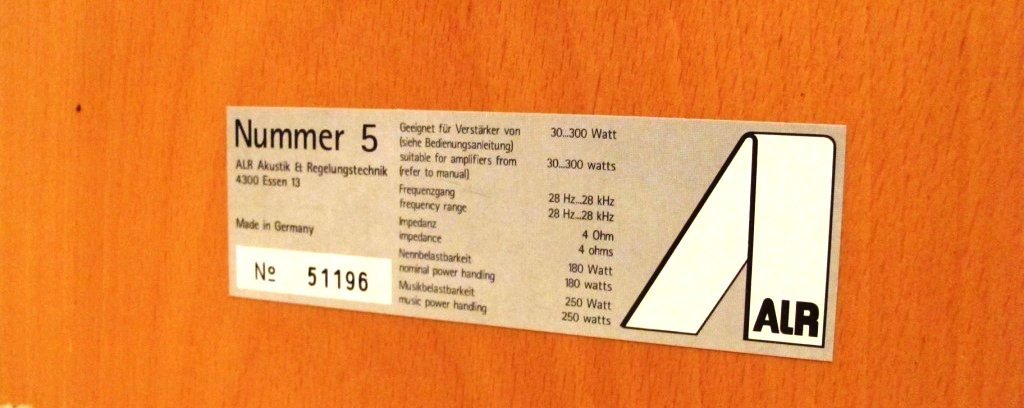 Nummer 5
ALR Akustik & Regelungstechnik
4300 Essen 13
Made in Germany
Nº 51196
Geeignet für Verstärker von 30...300 Watt
(siehe Bedienungsanleitung)
suitable for amplifiers from 30...300 watts
(refer to manual)
Frequenzgang 28 Hz...28 kHz
frequency range 28 Hz...28 kHz
Impedanz 4 Ohm
impedance 4 ohms
Nennbelastbarkeit 180 Watt
nominal power handling 180 watts
Musikbelastbarkeit 250 Watt
music power handling 250 watts
ALR